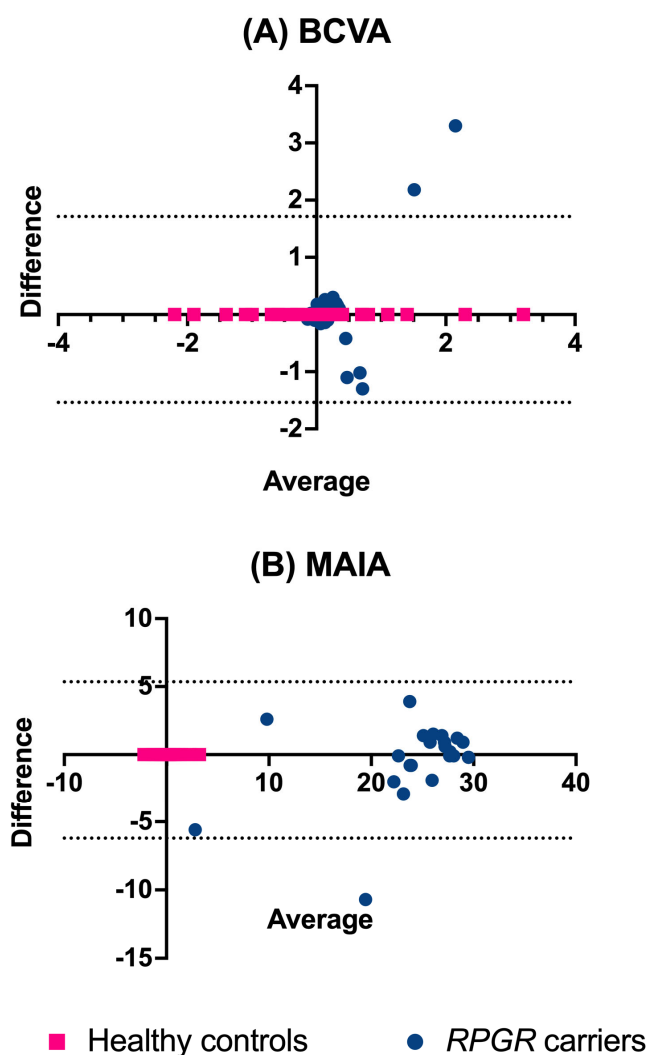 (A) BCVA
4
3
2
1
-4 -2 2 4
-1
-2
Difference
Average
(B) MAIA
10
5
-10 10 20 30 40
-5
-10
-15
Difference
Average
Healthy controls RPGR carriers